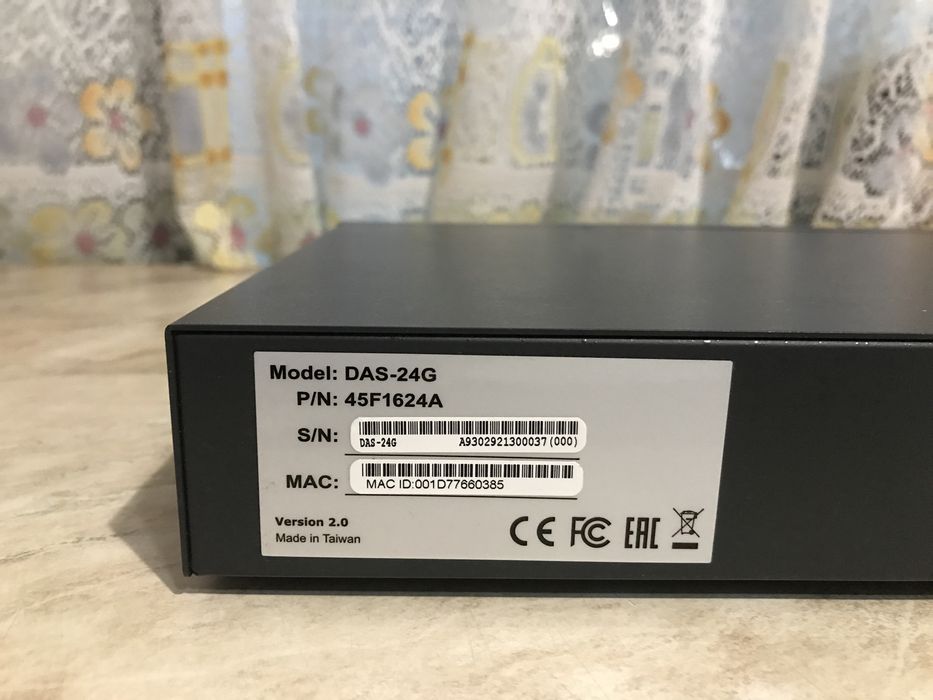 Model: DAS-24G
P/N: 45F1624A
S/N:
DAS-24G A9302921300037(000)
MAC:
MAC ID:001D77660385
Version 2.0
Made in Taiwan
CE FC EAC